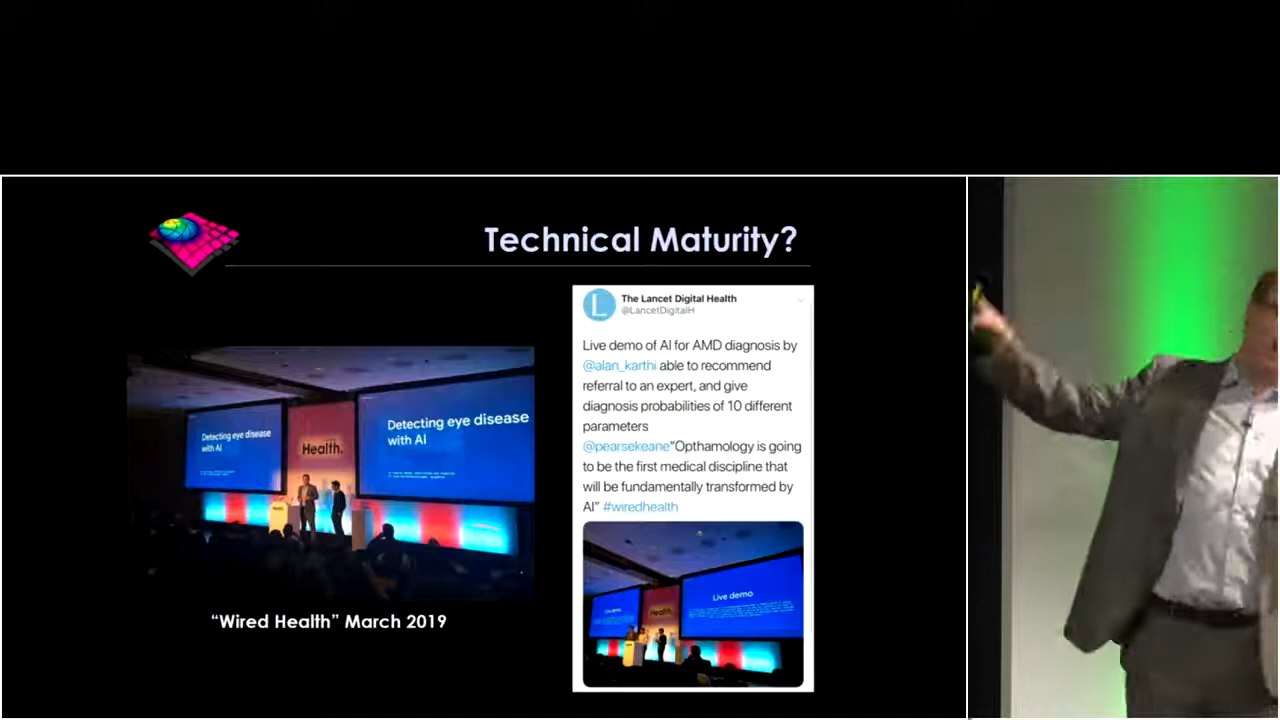 Technical Maturity?
L
The Lancet Digital Health
@LancetDigitalH
Live demo of AI for AMD diagnosis by
@alan_karthi able to recommend
referral to an expert, and give
diagnosis probabilities of 10 different
parameters
@pearsekeane"Opthamology is going
to be the first medical discipline that
will be fundamentally transformed by
AI" #wiredhealth
Detecting eye disease
with AI
Health.
Detecting eye disease
with AI
Live demo
Health.
"Wired Health" March 2019